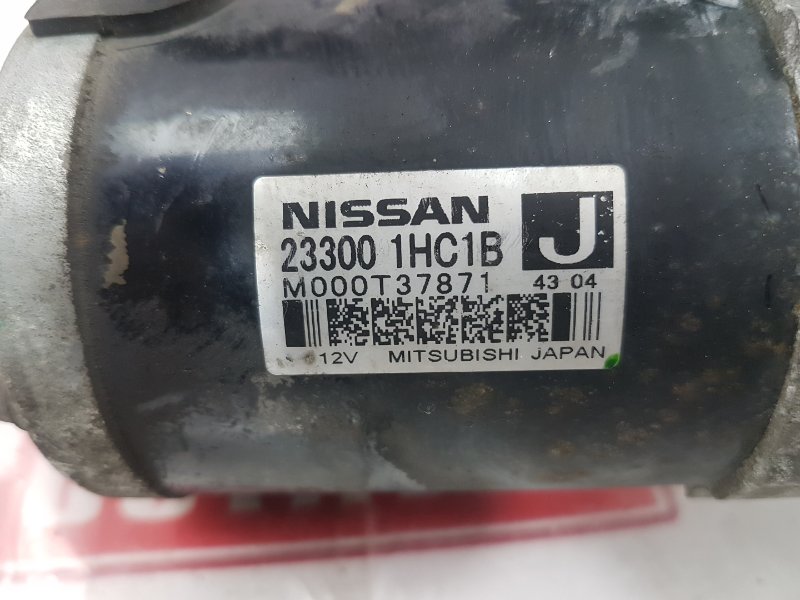 NISSAN J
23300 1HC1B
M000T37871 43 04
12V MITSUBISHI JAPAN